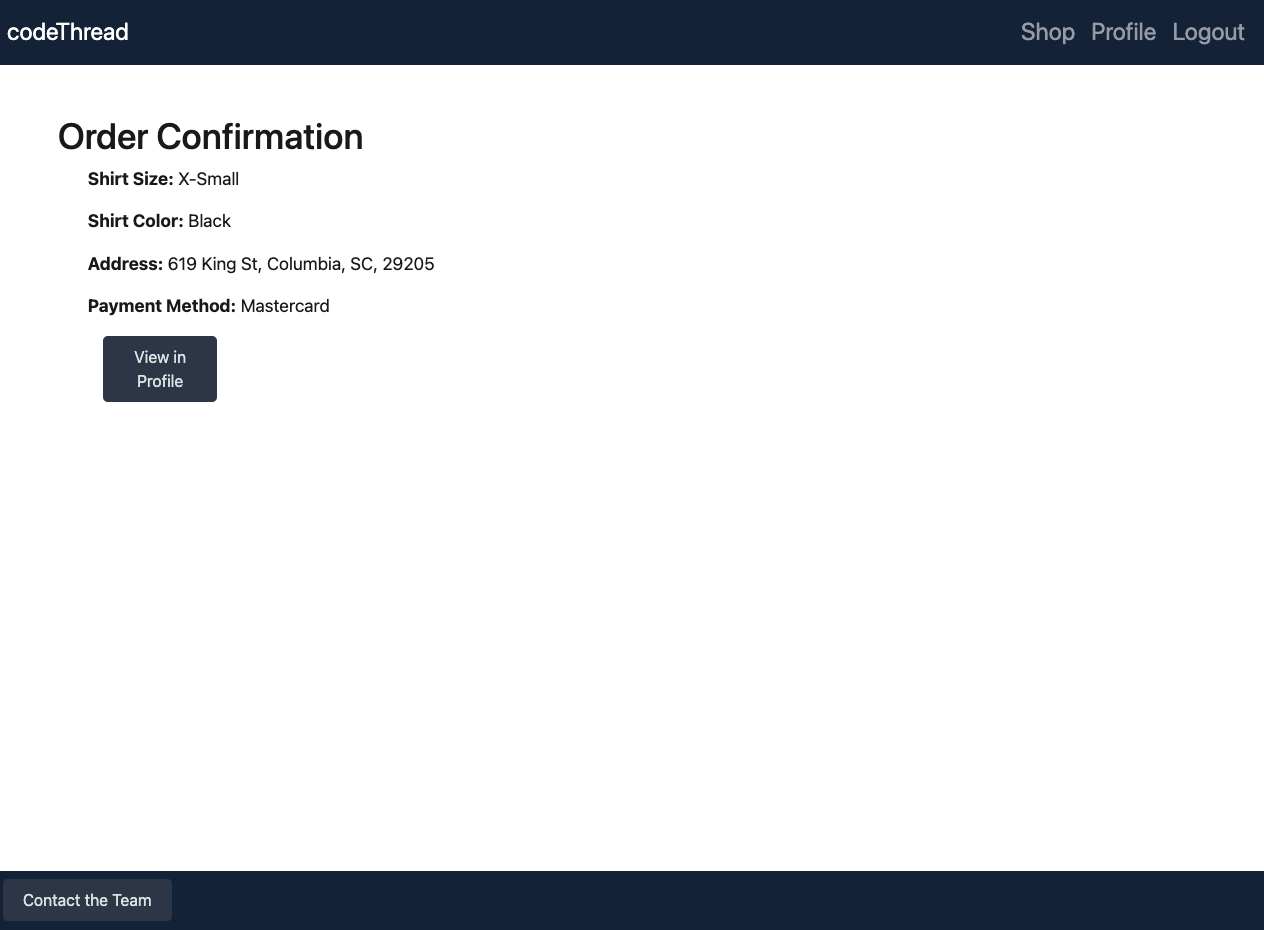 codeThread
Shop Profile Logout
Order Confirmation
Shirt Size: X-Small
Shirt Color: Black
Address: 619 King St, Columbia, SC, 29205
Payment Method: Mastercard
View in
Profile
Contact the Team